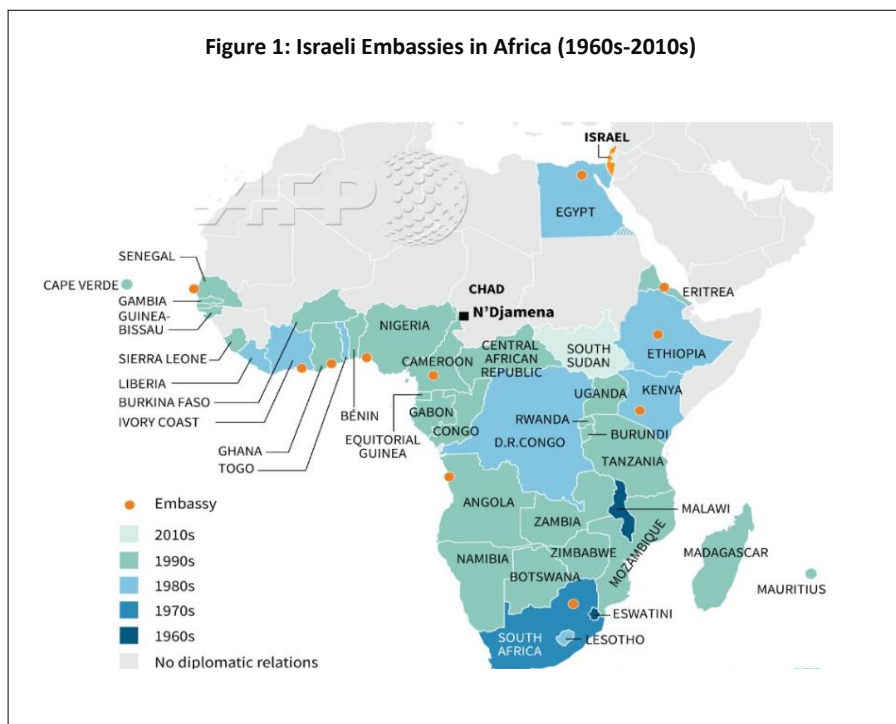 Figure 1: Israeli Embassies in Africa (1960s-2010s)
AFP
ISRAEL
EGYPT
SENEGAL
CAPE VERDE
GAMBIA
GUINEA-
BISSAU
SIERRA LEONE
LIBERIA
BURKINA FASO
IVORY COAST
GHANA
TOGO
BÉNIN
EQUITORIAL
GUINEA
NIGERIA
CHAD
N'Djamena
CAMEROON
CENTRAL
AFRICAN
REPUBLIC
SOUTH
SUDAN
ERITREA
ETHIOPIA
UGANDA
KENYA
GABON
CONGO
RWANDA
D.R.CONGO
BURUNDI
TANZANIA
ANGOLA
ZAMBIA
MALAWI
MOZAMBIQUE
ZIMBABWE
NAMIBIA
BOTSWANA
MADAGASCAR
MAURITIUS
ESWATINI
SOUTH
AFRICA
LESOTHO
Embassy
2010s
1990s
1980s
1970s
1960s
No diplomatic relations